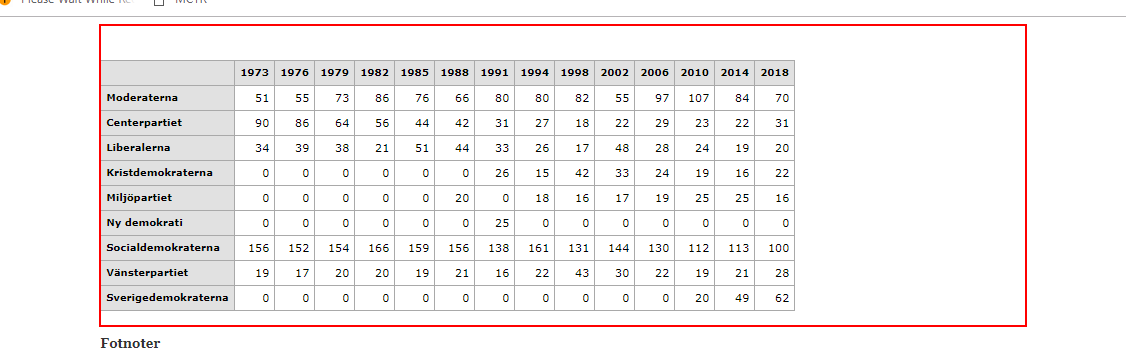 Please Wait While Re MUTK
1973 1976 1979 1982 1985 1988 1991 1994 1998 2002 2006 2010 2014 2018
Moderaterna 51 55 73 86 76 66 80 80 82 55 97 107 84 70
Centerpartiet 90 86 64 56 44 42 31 27 18 22 29 23 22 31
Liberalerna 34 39 38 21 51 44 33 26 17 48 28 24 19 20
Kristdemokraterna 0 0 0 0 0 0 26 15 42 33 24 19 16 22
Miljöpartiet 0 0 0 0 0 20 0 18 16 17 19 25 25 16
Ny demokrati 0 0 0 0 0 0 25 0 0 0 0 0 0 0
Socialdemokraterna 156 152 154 166 159 156 138 161 131 144 130 112 113 100
Vänsterpartiet 19 17 20 20 19 21 16 22 43 30 22 19 21 28
Sverigedemokraterna 0 0 0 0 0 0 0 0 0 0 0 20 49 62
Fotnoter